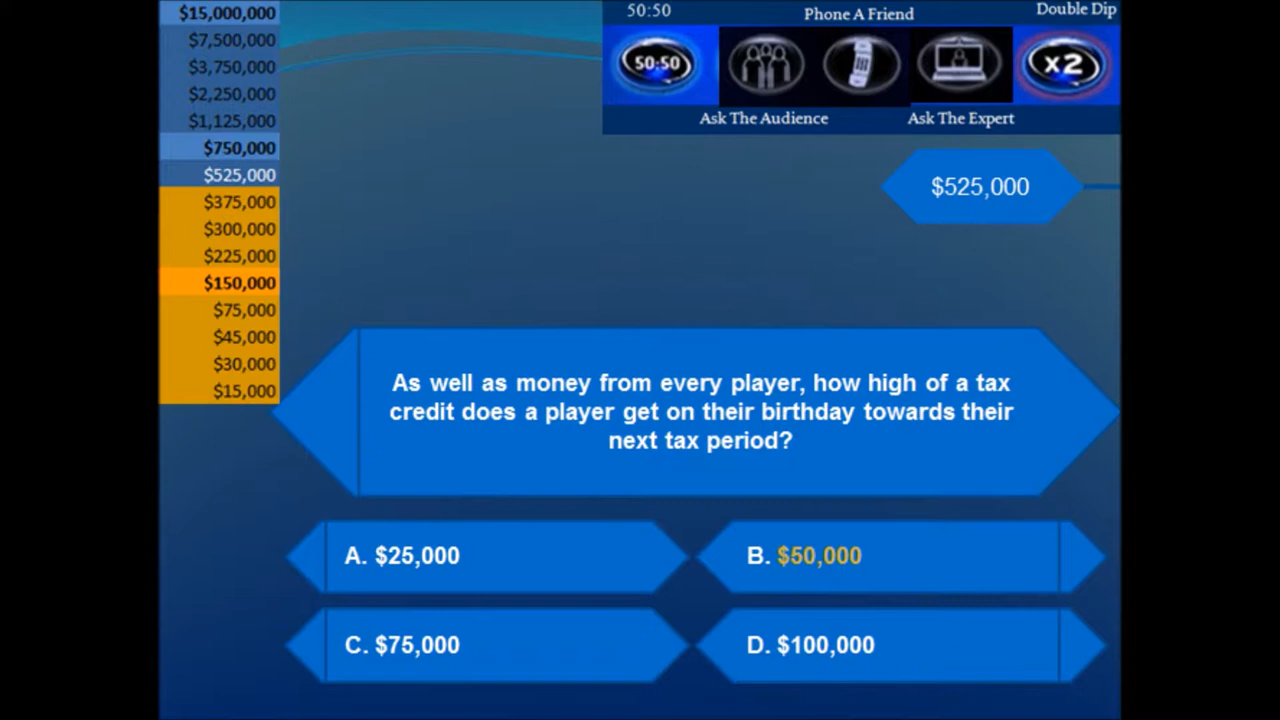 $15,000,000
$7,500,000
$3,750,000
$2,250,000
$1,125,000
$750,000
$525,000
$375,000
$300,000
$225,000
$150,000
$75,000
$45,000
$30,000
$15,000
50:50
Phone A Friend
Double Dip
50:50
x2
Ask The Audience
Ask The Expert
$525,000
As well as money from every player, how high of a tax
credit does a player get on their birthday towards their
next tax period?
A. $25,000
B. $50,000
C. $75,000
D. $100,000